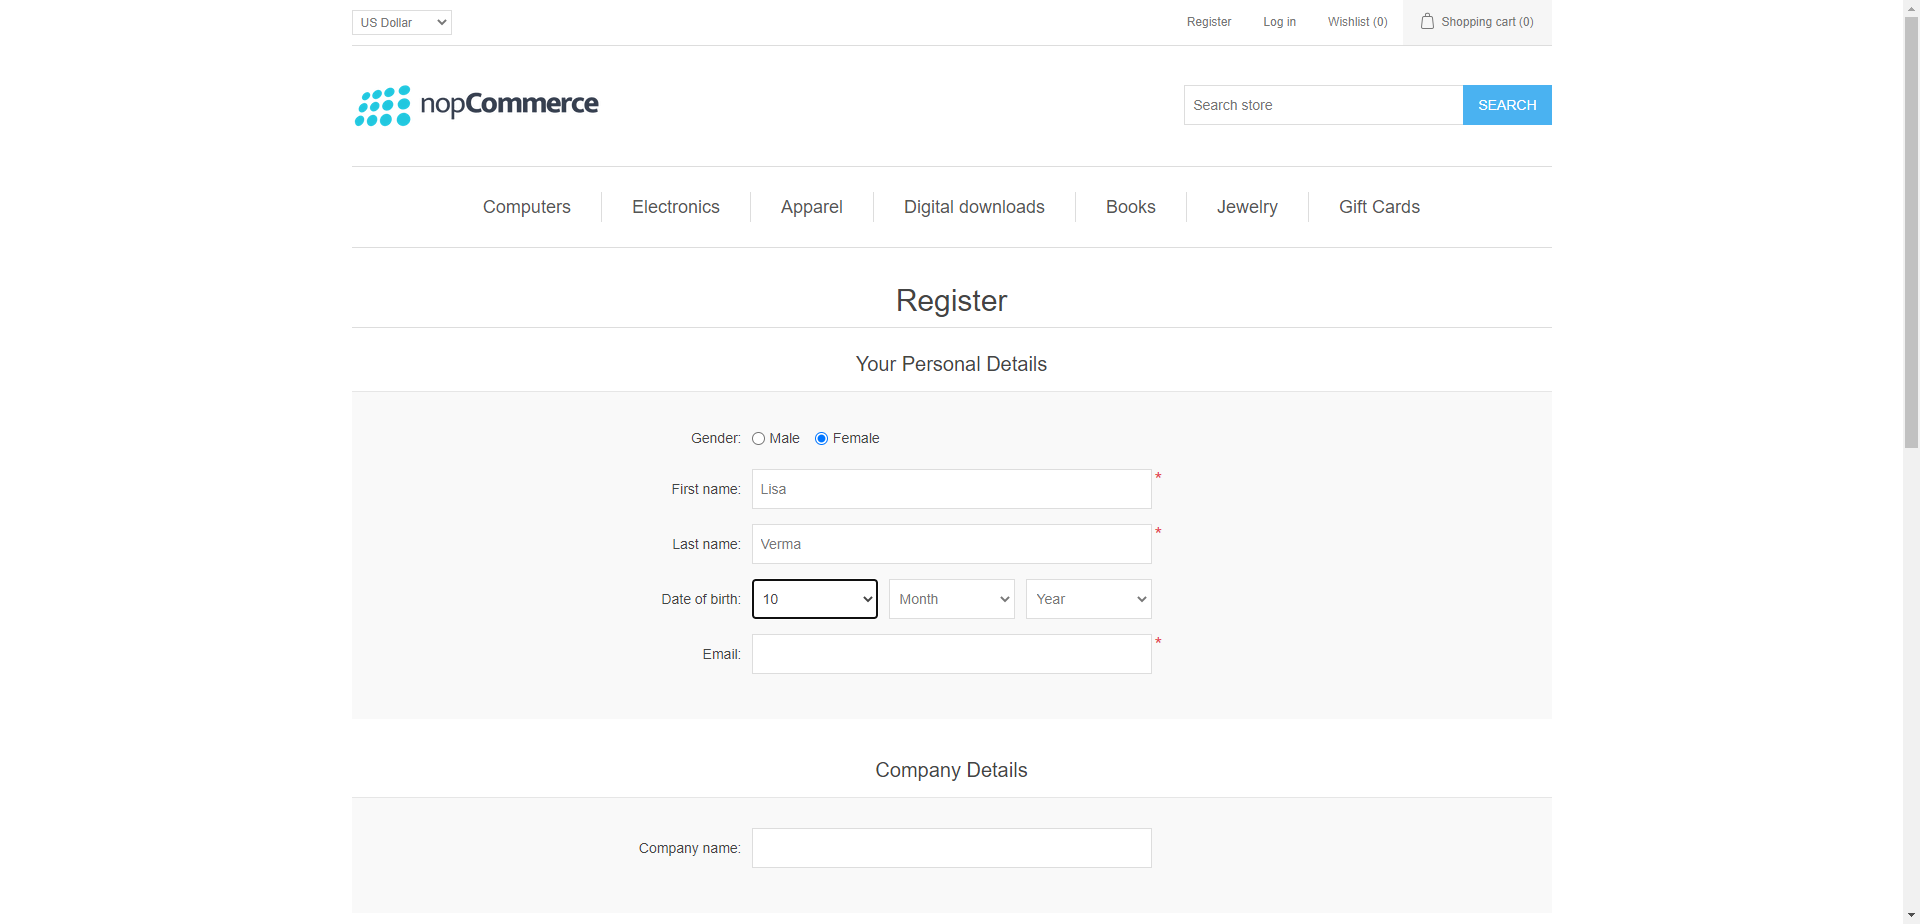 US Dollar Register Log in Wishlist (0) Shopping cart (0)
nopCommerce Search store SEARCH
Computers Electronics Apparel Digital downloads Books Jewelry Gift Cards
Register
Your Personal Details
Gender: Male Female
First name: Lisa *
Last name: Verma *
Date of birth: 10 Month Year
Email: *
Company Details
Company name: